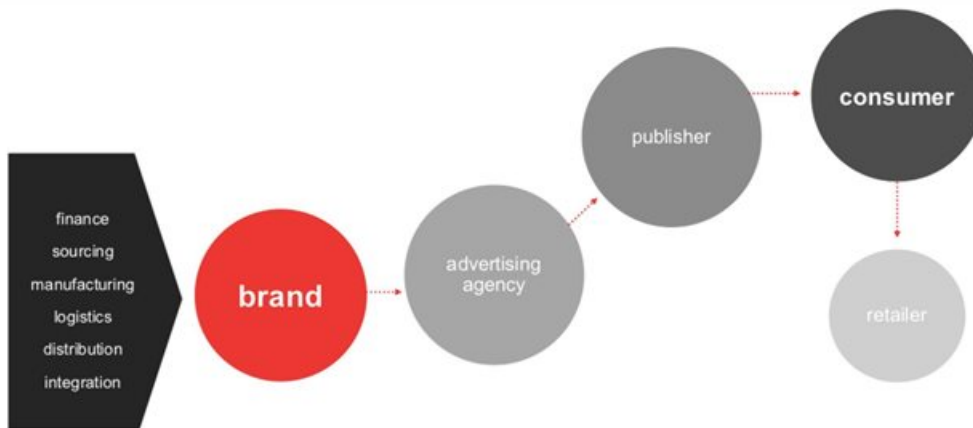 finance
sourcing
manufacturing
logistics
distribution
integration
brand
advertising
agency
publisher
consumer
retailer